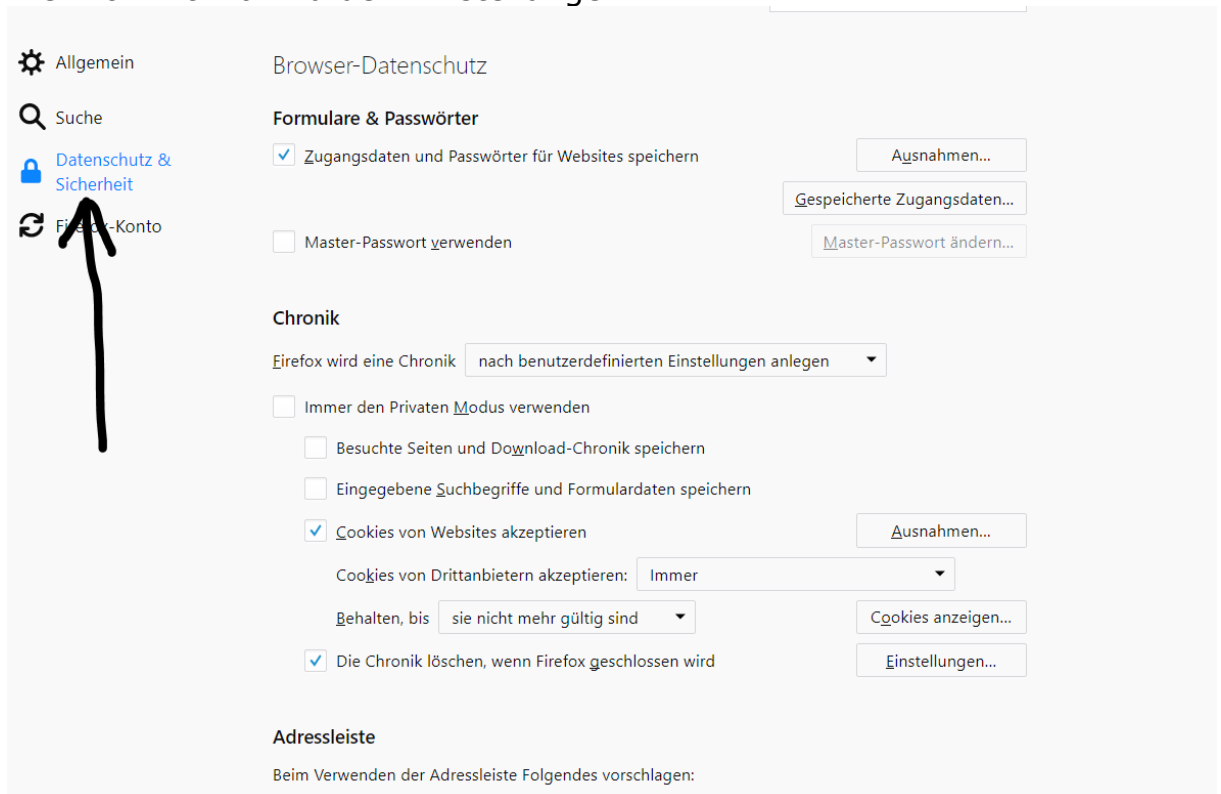 Allgemein
Browser-Datenschutz
Suche
Formulare & Passwörter
Datenschutz &
Sicherheit
Zugangsdaten und Passwörter für Websites speichern
Ausnahmen...
Gespeicherte Zugangsdaten...
Firefox-Konto
Master-Passwort verwenden
Master-Passwort ändern...
Chronik
Firefox wird eine Chronik nach benutzerdefinierten Einstellungen anlegen
Immer den Privaten Modus verwenden
Besuchte Seiten und Download-Chronik speichern
Eingegebene Suchbegriffe und Formulardaten speichern
Cookies von Websites akzeptieren
Ausnahmen...
Cookies von Drittanbietern akzeptieren: Immer
Behalten, bis sie nicht mehr gültig sind
Cookies anzeigen...
Die Chronik löschen, wenn Firefox geschlossen wird
Einstellungen...
Adressleiste
Beim Verwenden der Adressleiste Folgendes vorschlagen: